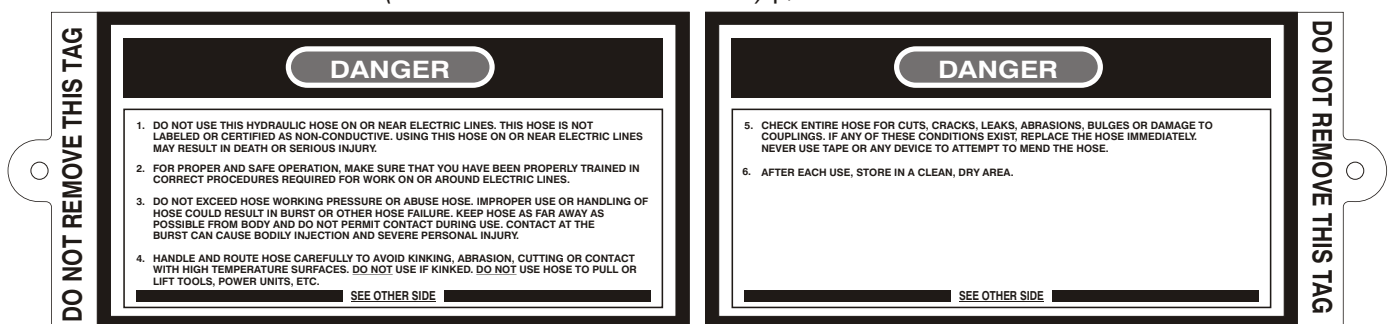 DO NOT REMOVE THIS TAG
DANGER
1. DO NOT USE THIS HYDRAULIC HOSE ON OR NEAR ELECTRIC LINES. THIS HOSE IS NOT
LABELED OR CERTIFIED AS NON-CONDUCTIVE. USING THIS HOSE ON OR NEAR ELECTRIC LINES
MAY RESULT IN DEATH OR SERIOUS INJURY.
2. FOR PROPER AND SAFE OPERATION, MAKE SURE THAT YOU HAVE BEEN PROPERLY TRAINED IN
CORRECT PROCEDURES REQUIRED FOR WORK ON OR AROUND ELECTRIC LINES.
3. DO NOT EXCEED HOSE WORKING PRESSURE OR ABUSE HOSE. IMPROPER USE OR HANDLING OF
HOSE COULD RESULT IN BURST OR OTHER HOSE FAILURE. KEEP HOSE AS FAR AWAY AS
POSSIBLE FROM BODY AND DO NOT PERMIT CONTACT DURING USE. CONTACT AT THE
BURST CAN CAUSE BODILY INJECTION AND SEVERE PERSONAL INJURY.
4. HANDLE AND ROUTE HOSE CAREFULLY TO AVOID KINKING, ABRASION, CUTTING OR CONTACT
WITH HIGH TEMPERATURE SURFACES. DO NOT USE IF KINKED. DO NOT USE HOSE TO PULL OR
LIFT TOOLS, POWER UNITS, ETC.
SEE OTHER SIDE
DANGER
5. CHECK ENTIRE HOSE FOR CUTS, CRACKS, LEAKS, ABRASIONS, BULGES OR DAMAGE TO
COUPLINGS. IF ANY OF THESE CONDITIONS EXIST, REPLACE THE HOSE IMMEDIATELY.
NEVER USE TAPE OR ANY DEVICE TO ATTEMPT TO MEND THE HOSE.
6. AFTER EACH USE, STORE IN A CLEAN, DRY AREA.
SEE OTHER SIDE
DO NOT REMOVE THIS TAG